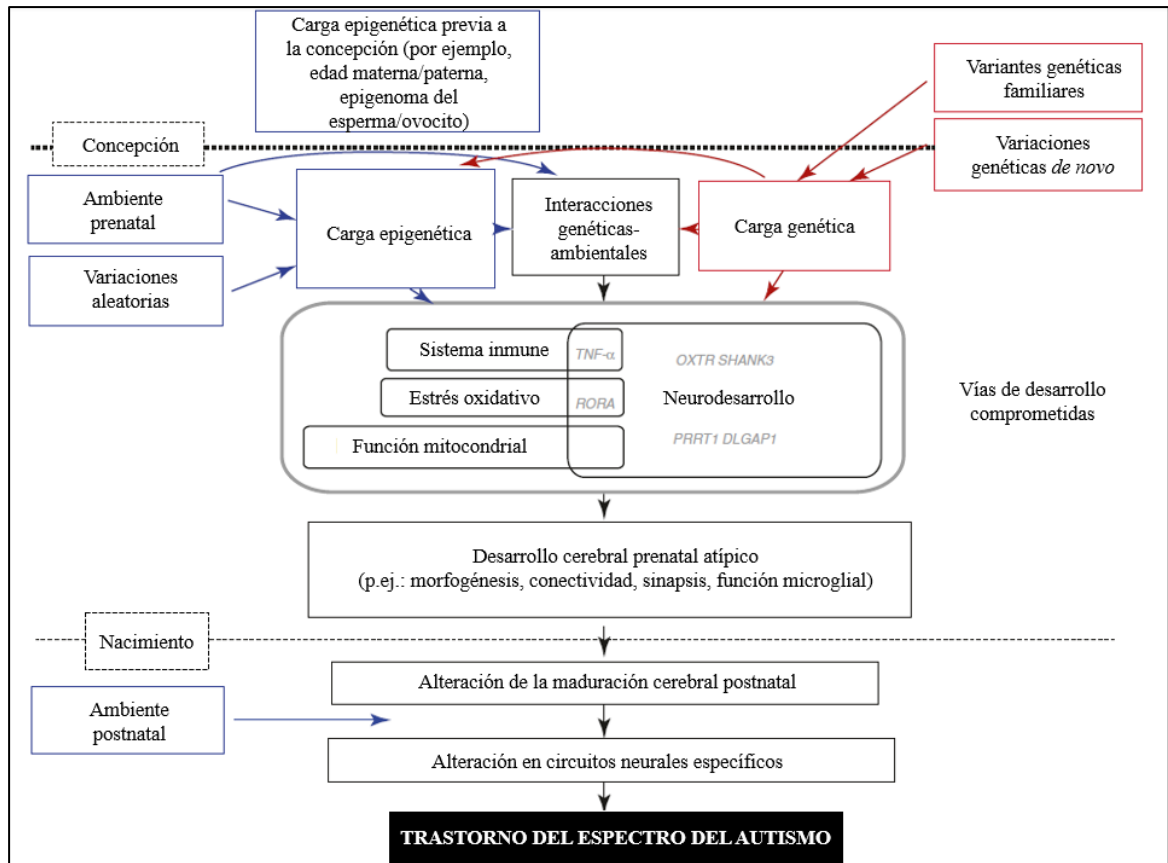 Carga epigenética previa a
la concepción (por ejemplo,
edad materna/paterna,
epigenoma del
esperma/ovocito)
Variantes genéticas
familiares
Concepción
Variaciones
genéticas de novo
Ambiente
prenatal
Carga epigenética
Interacciones
genéticas-
ambientales
Carga genética
Variaciones
aleatorias
Sistema inmune
TNF-α
OXTR SHANK3
Estrés oxidativo
RORA
Neurodesarrollo
Función mitocondrial
PRRT1 DLGAP1
Vías de desarrollo
comprometidas
Desarrollo cerebral prenatal atípico
(p.ej.: morfogénesis, conectividad, sinapsis, función microglial)
Nacimiento
Alteración de la maduración cerebral postnatal
Ambiente
postnatal
Alteración en circuitos neurales específicos
TRASTORNO DEL ESPECTRO DEL AUTISMO